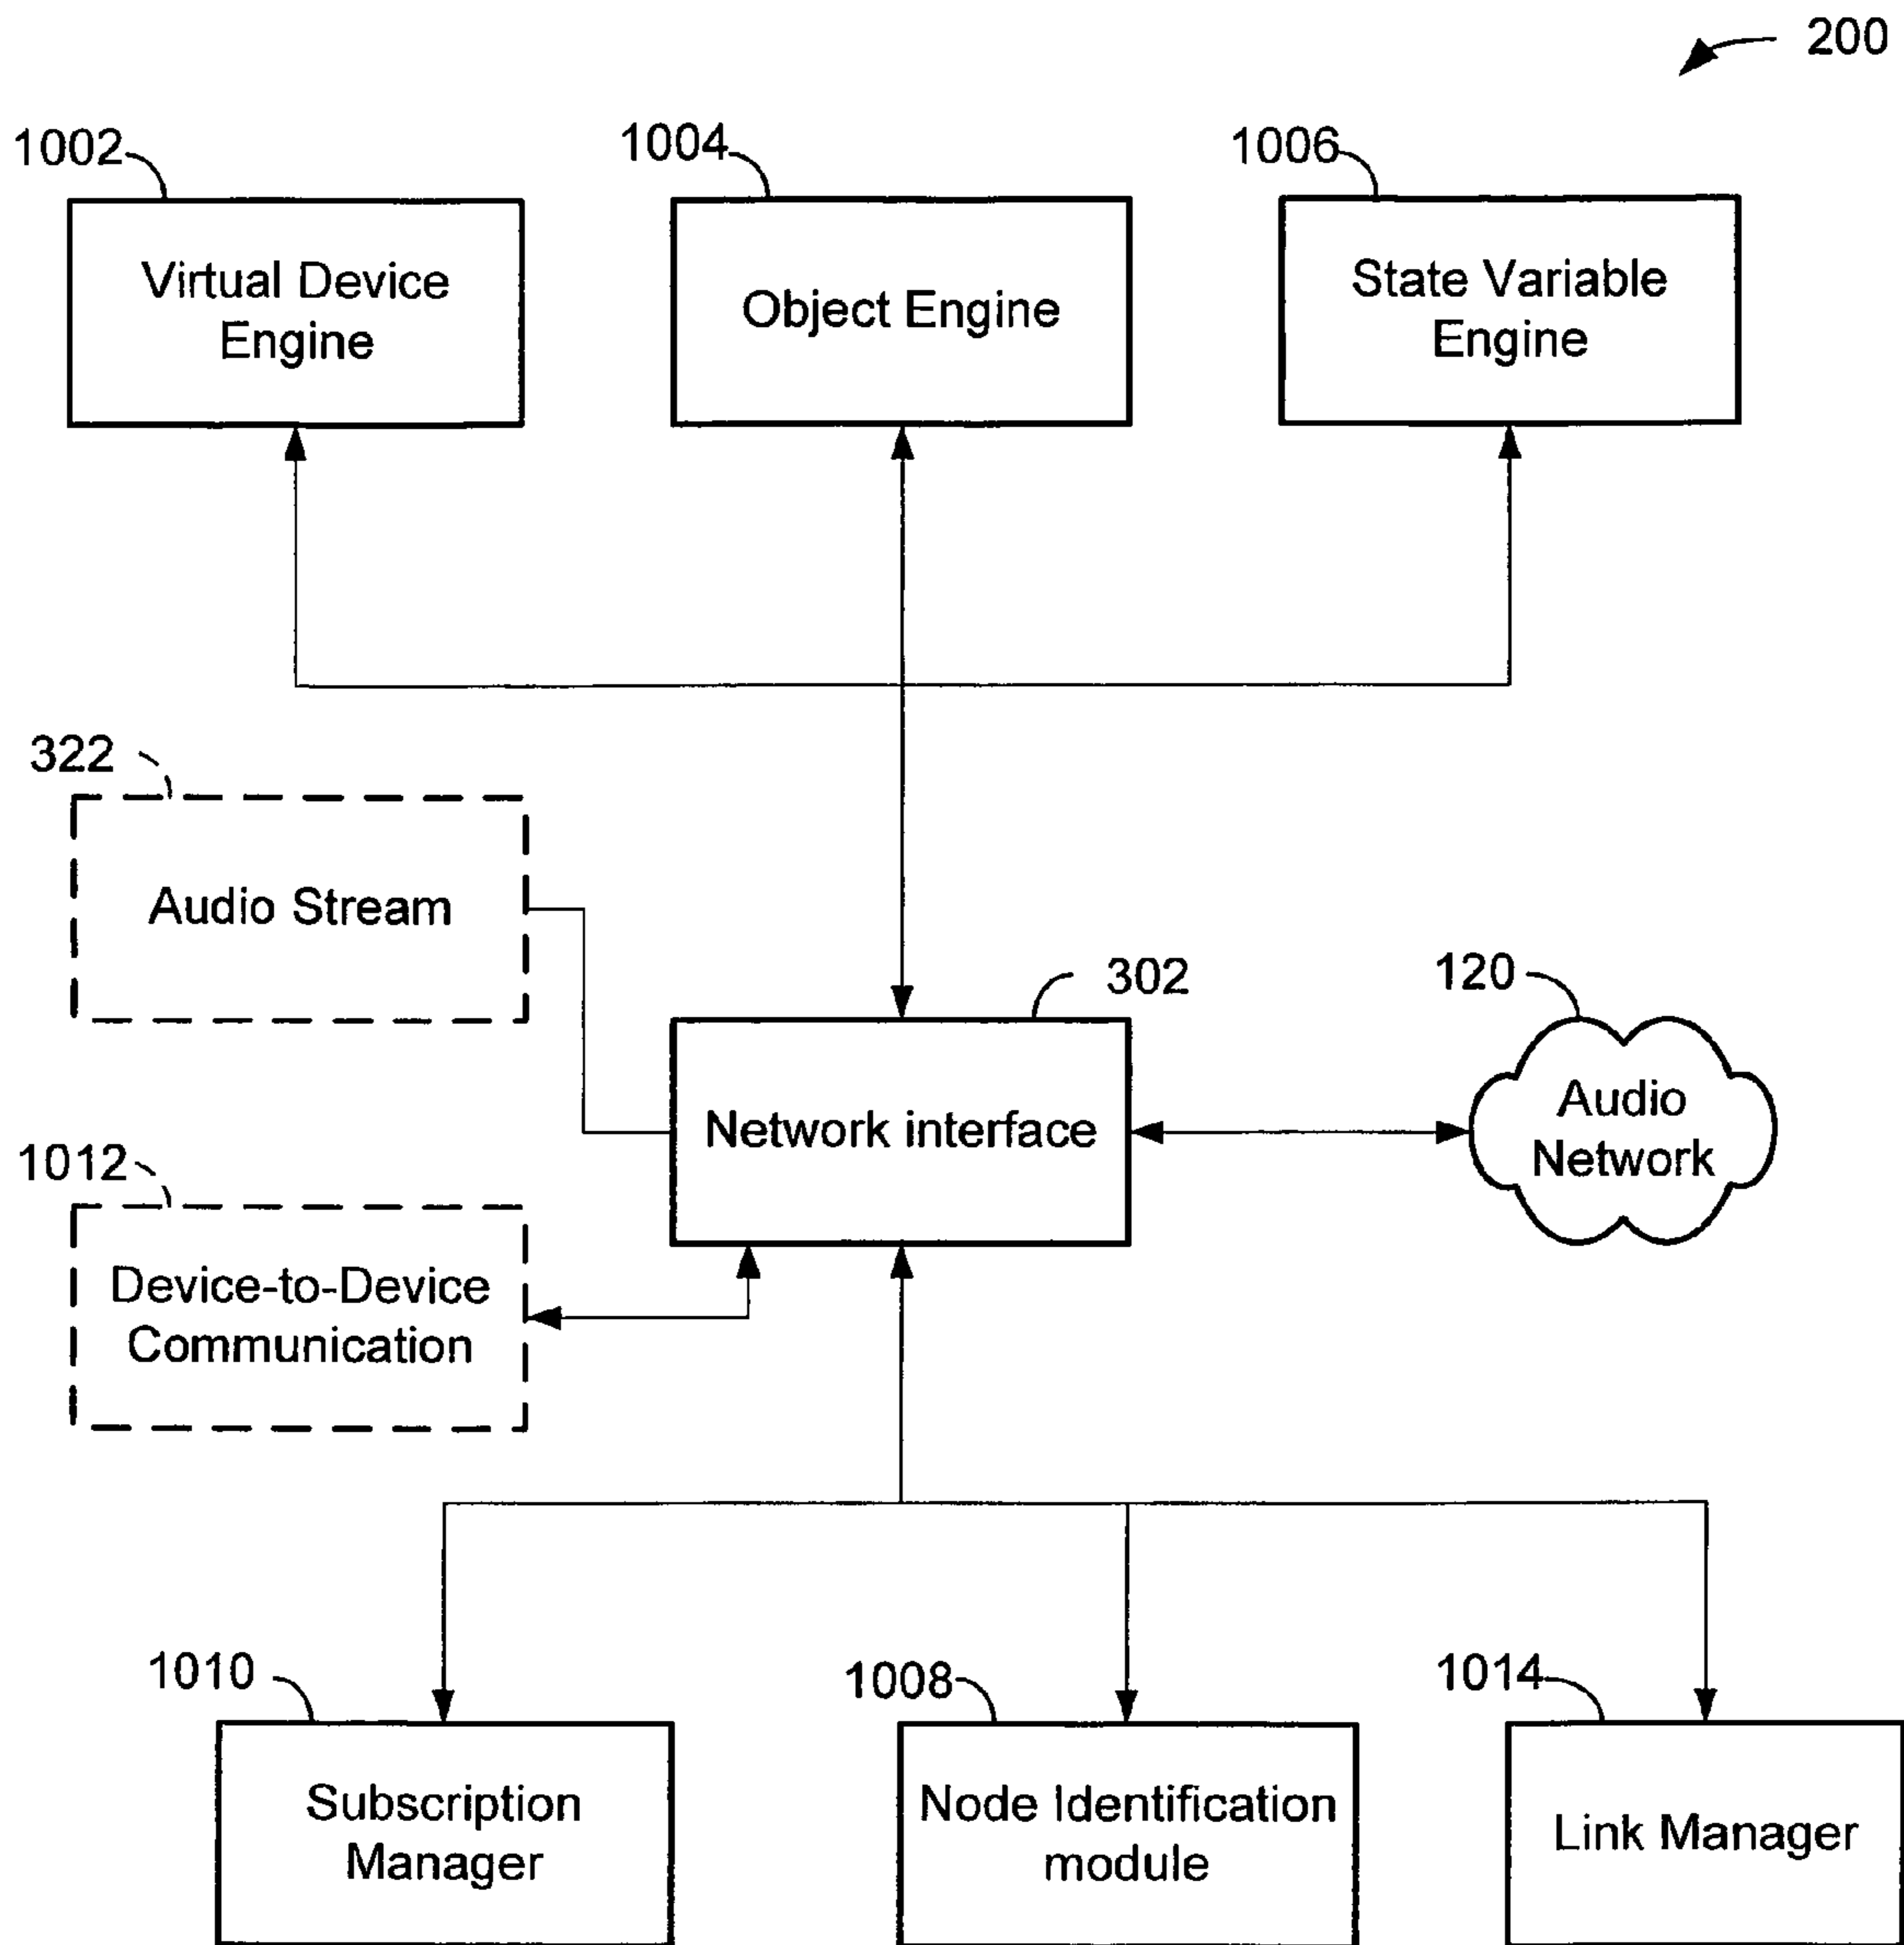 200
1002
1004
1006
Virtual Device
Engine
Object Engine
State Variable
Engine
322
Audio Stream
302
120
Network interface
Audio
Network
1012
Device-to-Device
Communication
1010
1008
1014
Subscription
Manager
Node Identification
module
Link Manager